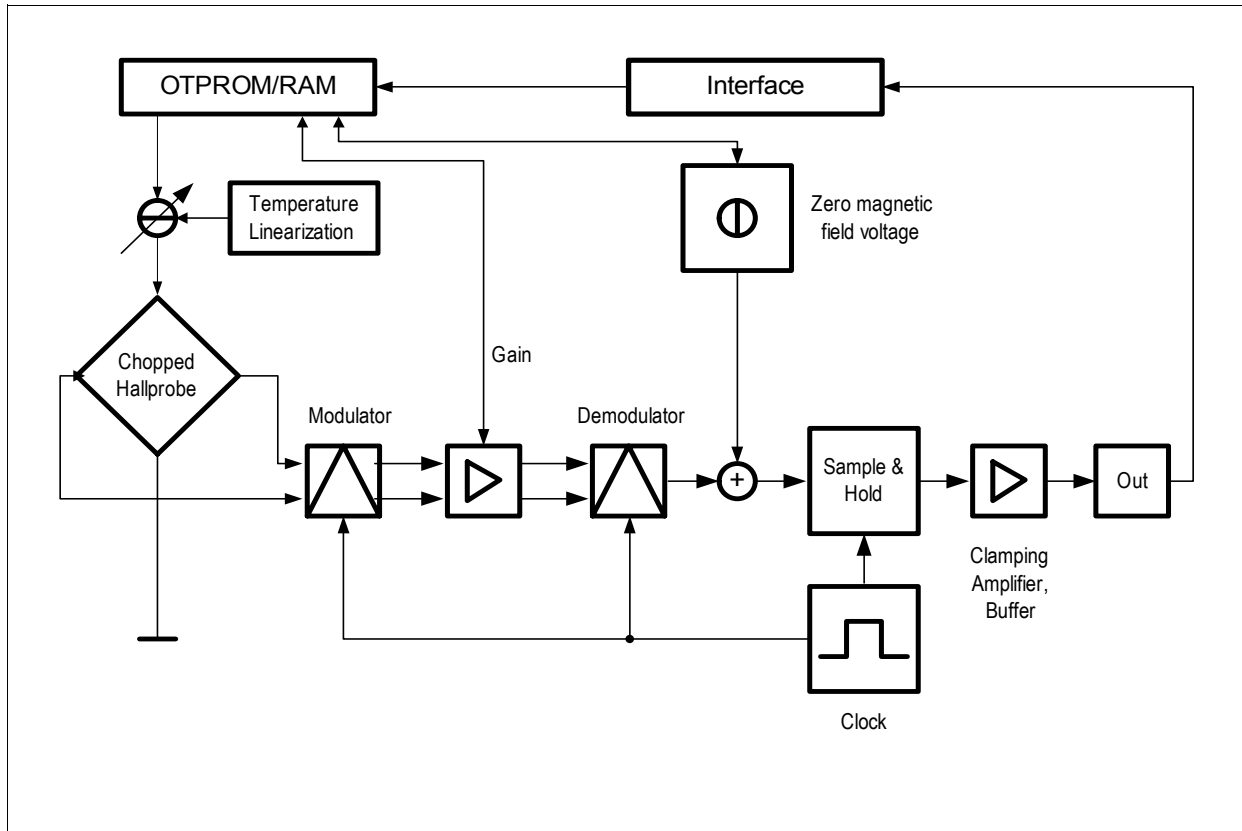 OTPROM/RAM
Interface
Temperature
Linearization
Zero magnetic
field voltage
Chopped
Hallprobe
Gain
Modulator
Demodulator
+
Sample &
Hold
Out
Clamping
Amplifier,
Buffer
Clock